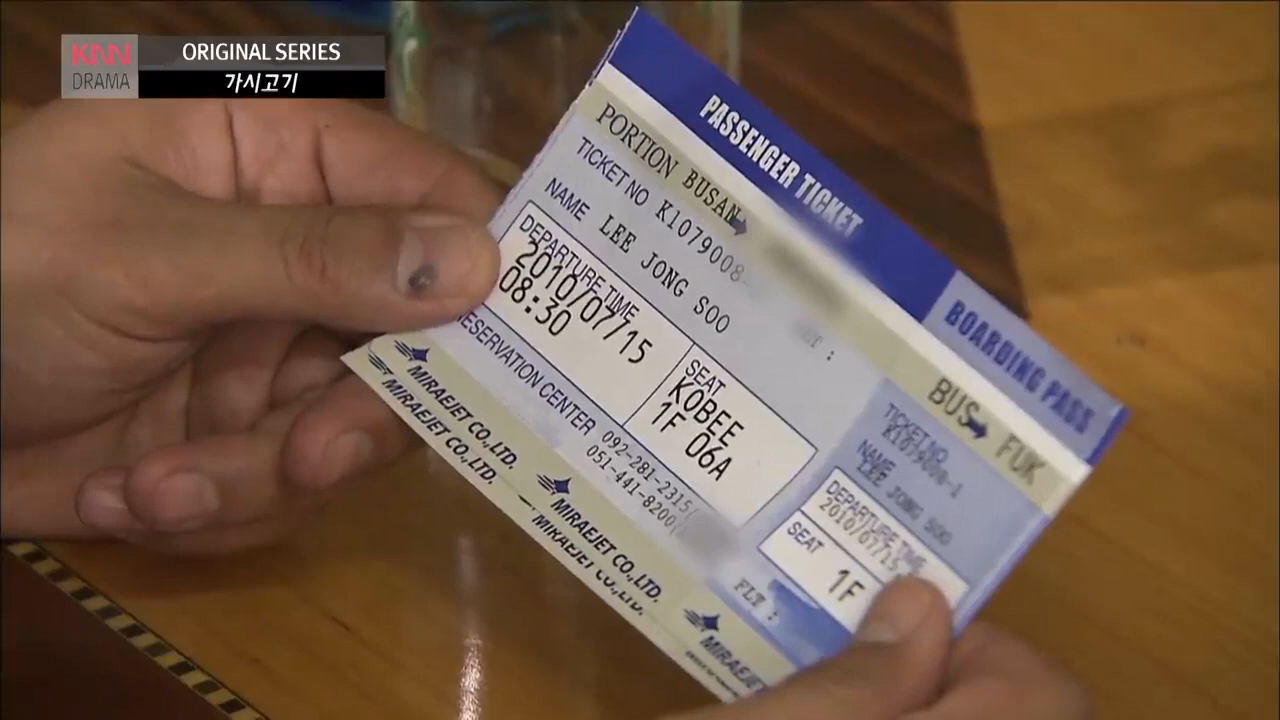 KNN
DRAMA
ORIGINAL SERIES
가시고기
PASSENGER TICKET
BOARDING PASS
PORTION BUSAN
TICKET NO K1079008
NAME LEE JONG SOO
DEPARTURE TIME
2010/07/15
08:30
SEAT
KOBEE
1F 06A
RESERVATION CENTER 092-281-2315/
051-441-8200
MIRAEJET CO.,LTD. MIRAEJET CO.,LTD. MIRAEJET
MIRAEJET CO.,LTD. MIRAEJET CO.,LTD.
BUS FUK
TICKET NO
K1079008-1
NAME
LEE JONG SOO
DEPARTURE TIME
2010/07/15
SEAT 1F
FLT :